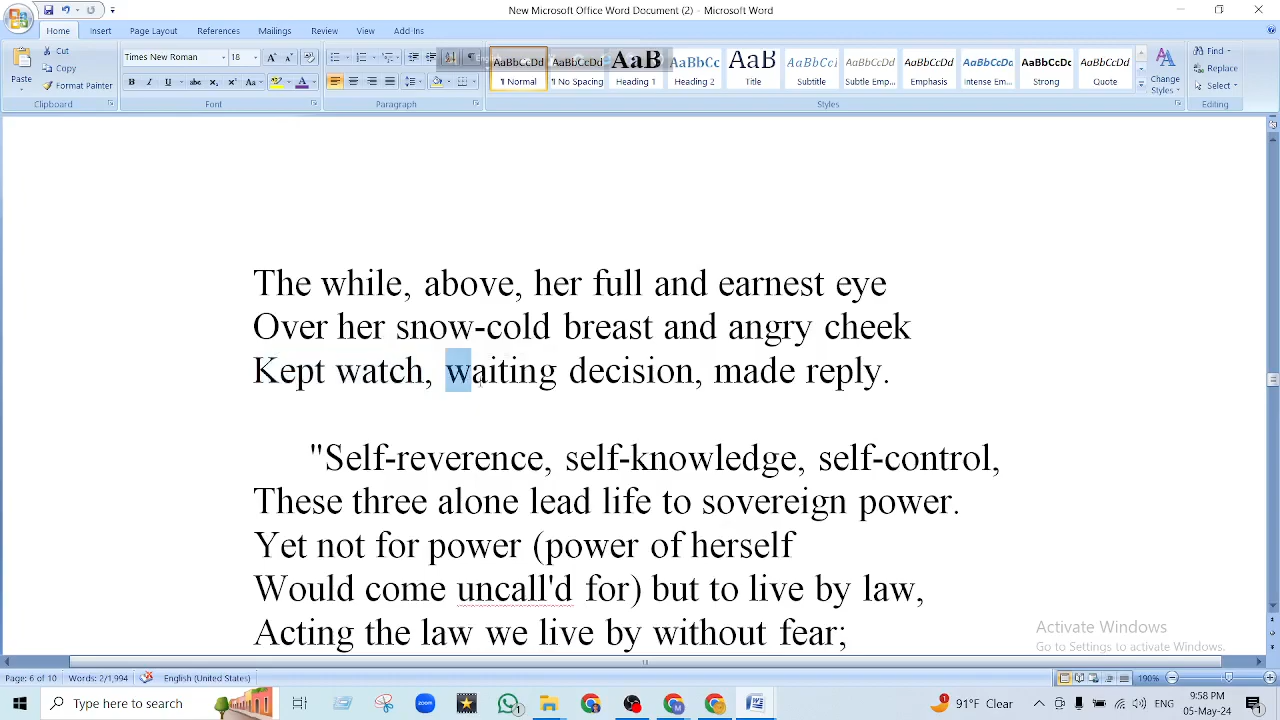 New Microsoft Office Word Document (2) - Microsoft Word
Home Insert Page Layout References Mailings Review View Add-Ins
Paste
Cut
Copy
Format Painter
Clipboard
Times New Roman 18
Font
Paragraph
AaBbCcDd AaBbCcDd AaB AaBbCc AaB AaBbCcI AaBbCcDd AaBbCcDd AaBbCcDd AaBbCcDc AaBbCcDd
¶ Normal ¶ No Spacing Heading 1 Heading 2 Title Subtitle Subtle Emp... Emphasis Intense Em... Strong Quote
Change Styles
Styles
Find
Replace
Select
Editing
The while, above, her full and earnest eye
Over her snow-cold breast and angry cheek
Kept watch, waiting decision, made reply.
"Self-reverence, self-knowledge, self-control,
These three alone lead life to sovereign power.
Yet not for power (power of herself
Would come uncall'd for) but to live by law,
Acting the law we live by without fear;
Activate Windows
Go to Settings to activate Windows.
Page: 6 of 10 Words: 2/1,994 English (United States) 190%
Type here to search
zoom
91°F Clear
ENG
9:58 PM
05-May-24